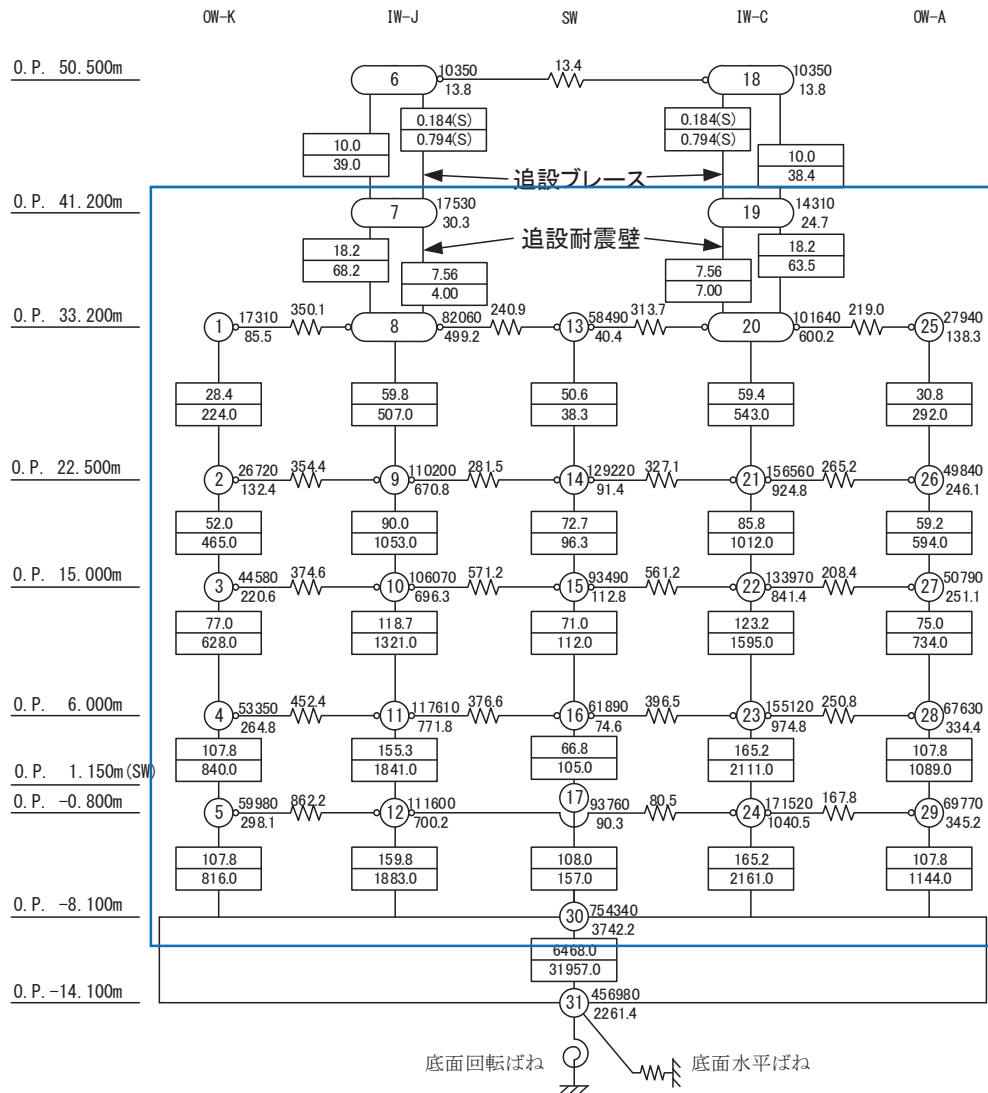 OW-K IW-J SW IW-C OW-A
O.P. 50.500m 6 10350 13.4 18 10350
13.8 13.8
0.184(S) 0.184(S)
10.0 0.794(S) 0.794(S) 10.0
39.0 38.4
追設ブレース
O.P. 41.200m 7 17530 19 14310
30.3 24.7
追設耐震壁
18.2 18.2
68.2 7.56 7.56 63.5
4.00 7.00
O.P. 33.200m 1 17310 350.1 8 82060 240.9 13 58490 313.7 20 101640 219.0 25 27940
85.5 499.2 40.4 600.2 138.3
28.4 59.8 50.6 59.4 30.8
224.0 507.0 38.3 543.0 292.0
O.P. 22.500m 2 26720 354.4 9 110200 281.5 14 129220 327.1 21 156560 265.2 26 49840
132.4 670.8 91.4 924.8 246.1
52.0 90.0 72.7 85.8 59.2
465.0 1053.0 96.3 1012.0 594.0
O.P. 15.000m 3 44580 374.6 10 106070 571.2 15 93490 561.2 22 133970 208.4 27 50790
220.6 696.3 112.8 841.4 251.1
77.0 118.7 71.0 123.2 75.0
628.0 1321.0 112.0 1595.0 734.0
O.P. 6.000m 4 53350 452.4 11 117610 376.6 16 61890 396.5 23 155120 250.8 28 67630
264.8 771.8 74.6 974.8 334.4
107.8 155.3 66.8 165.2 107.8
840.0 1841.0 105.0 2111.0 1089.0
O.P. 1.150m(SW)
O.P. -0.800m 5 59980 862.2 12 111600 17 93760 80.5 24 171520 167.8 29 69770
298.1 700.2 90.3 1040.5 345.2
107.8 159.8 108.0 165.2 107.8
816.0 1883.0 157.0 2161.0 1144.0
O.P. -8.100m 30 754340
3742.2
6468.0
31957.0
O.P.-14.100m 31 456980
2261.4
底面回転ばね 底面水平ばね